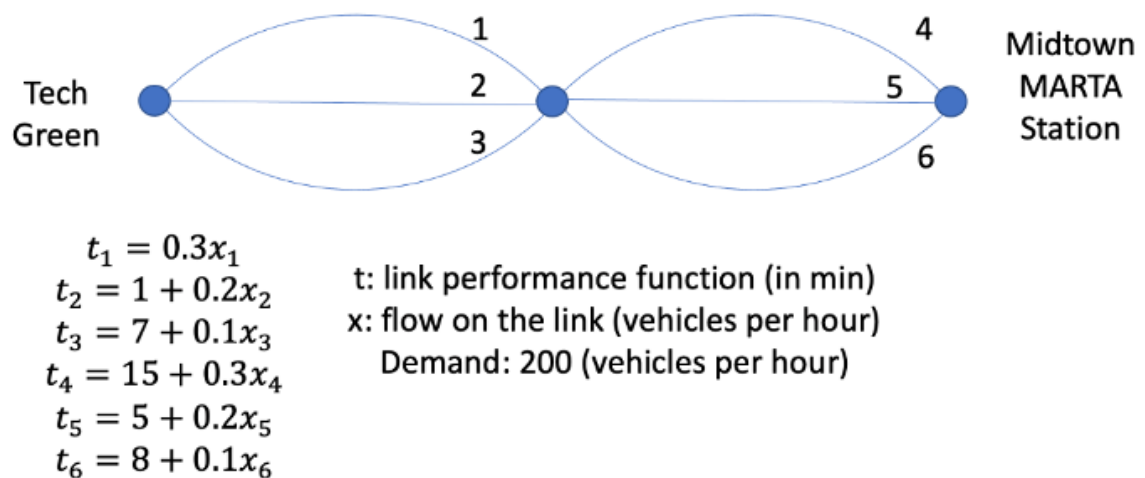 1
4
2
5
3
6
Tech
Green
Midtown
MARTA
Station
t₁ = 0.3x₁
t₂ = 1 + 0.2x₂
t₃ = 7 + 0.1x₃
t₄ = 15 + 0.3x₄
t₅ = 5 + 0.2x₅
t₆ = 8 + 0.1x₆
t: link performance function (in min)
x: flow on the link (vehicles per hour)
Demand: 200 (vehicles per hour)